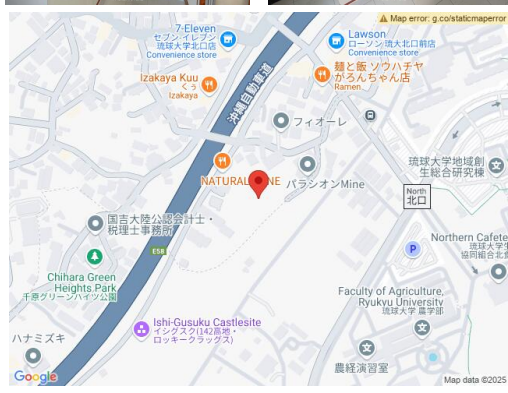 Map error: g.co/staticmaperror
7-Eleven
セブン-イレブン
琉球大学北口店
Convenience store
Lawson
ローソン 琉大北口前店
Convenience store
Izakaya Kuu
くぅ
Izakaya
麺と飯 ソウハチヤ
がろんちゃん店
Ramen
沖縄自動車道
フィオーレ
琉球大学地域創
生総合研究棟
パラシオンMine
North
北口
国吉大陸公認会計士・
税理士事務所
E58
Northern Cafete
琉球大学生
協同組合北食
P
Chihara Green
Heights Park
千原グリーンハイツ公園
Faculty of Agriculture,
Ryukyu University
琉球大学 農学部
Ishi-Gusuku Castlesite
イシグスク(142高地・
ロッキークラッグス)
ハナミズキ
農経演習室
Google
Map data ©2025